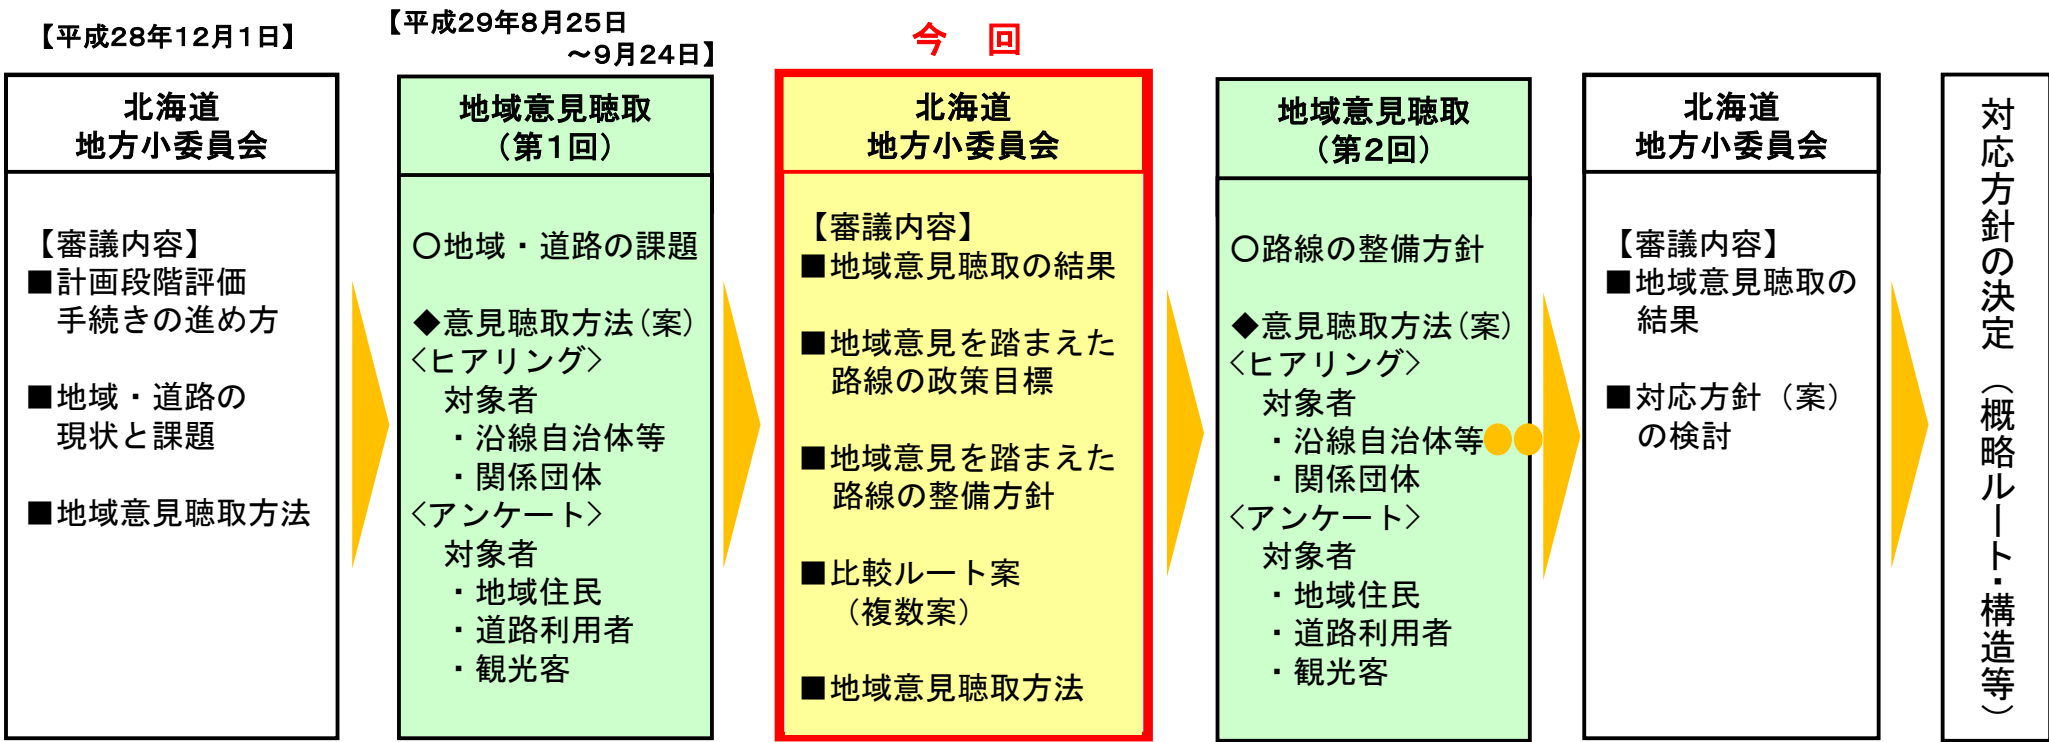 【平成28年12月1日】
北海道
地方小委員会
【審議内容】
■計画段階評価
手続きの進め方
■地域・道路の
現状と課題
■地域意見聴取方法
【平成29年8月25日
～9月24日】
地域意見聴取
（第1回）
○地域・道路の課題
◆意見聴取方法(案)
<ヒアリング>
対象者
・沿線自治体等
・関係団体
<アンケート>
対象者
・地域住民
・道路利用者
・観光客
今　回
北海道
地方小委員会
【審議内容】
■地域意見聴取の結果
■地域意見を踏まえた
路線の政策目標
■地域意見を踏まえた
路線の整備方針
■比較ルート案
（複数案）
■地域意見聴取方法
地域意見聴取
（第2回）
○路線の整備方針
◆意見聴取方法(案)
<ヒアリング>
対象者
・沿線自治体等
・関係団体
<アンケート>
対象者
・地域住民
・道路利用者
・観光客
北海道
地方小委員会
【審議内容】
■地域意見聴取の
結果
■対応方針（案）
の検討
対応方針の決定（概略ルート・構造等）